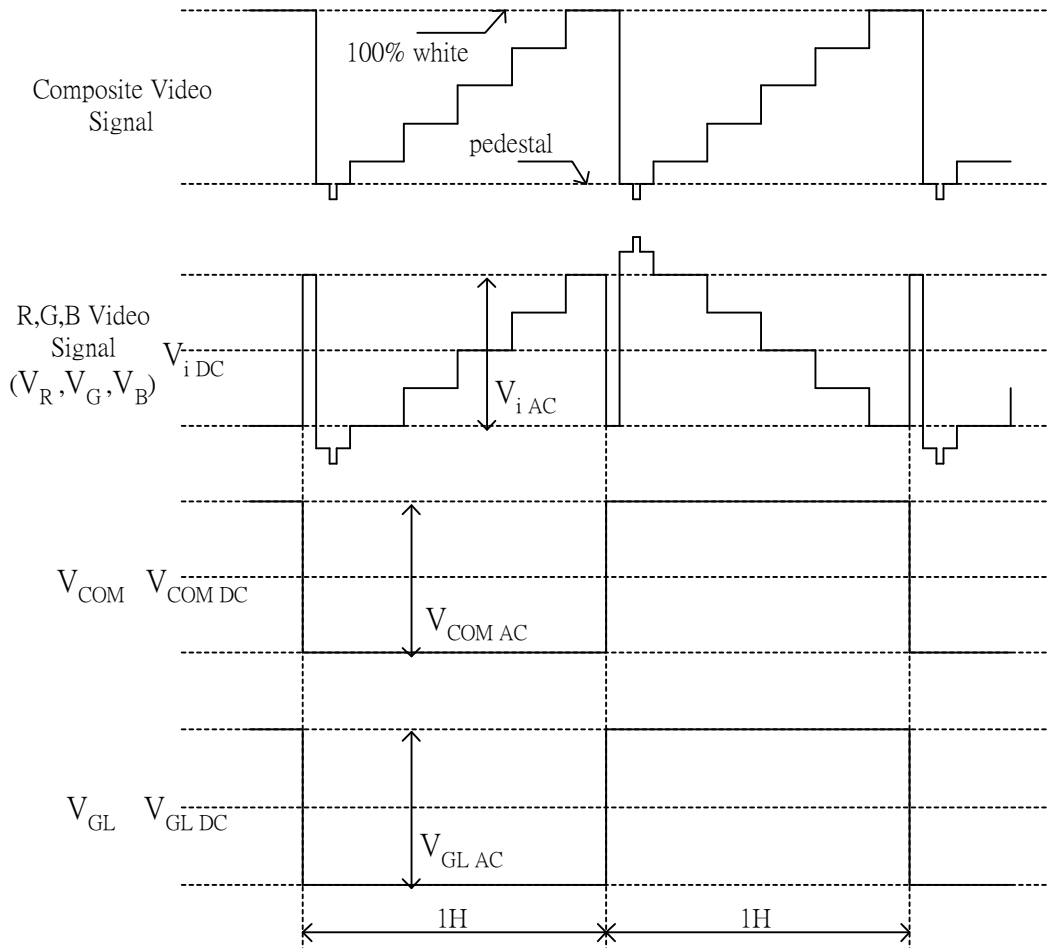 100% white
Composite Video
Signal
pedestal
R,G,B Video
Signal
(V_R ,V_G ,V_B)
V_i DC
V_i AC
V_COM V_COM DC
V_COM AC
V_GL V_GL DC
V_GL AC
1H 1H